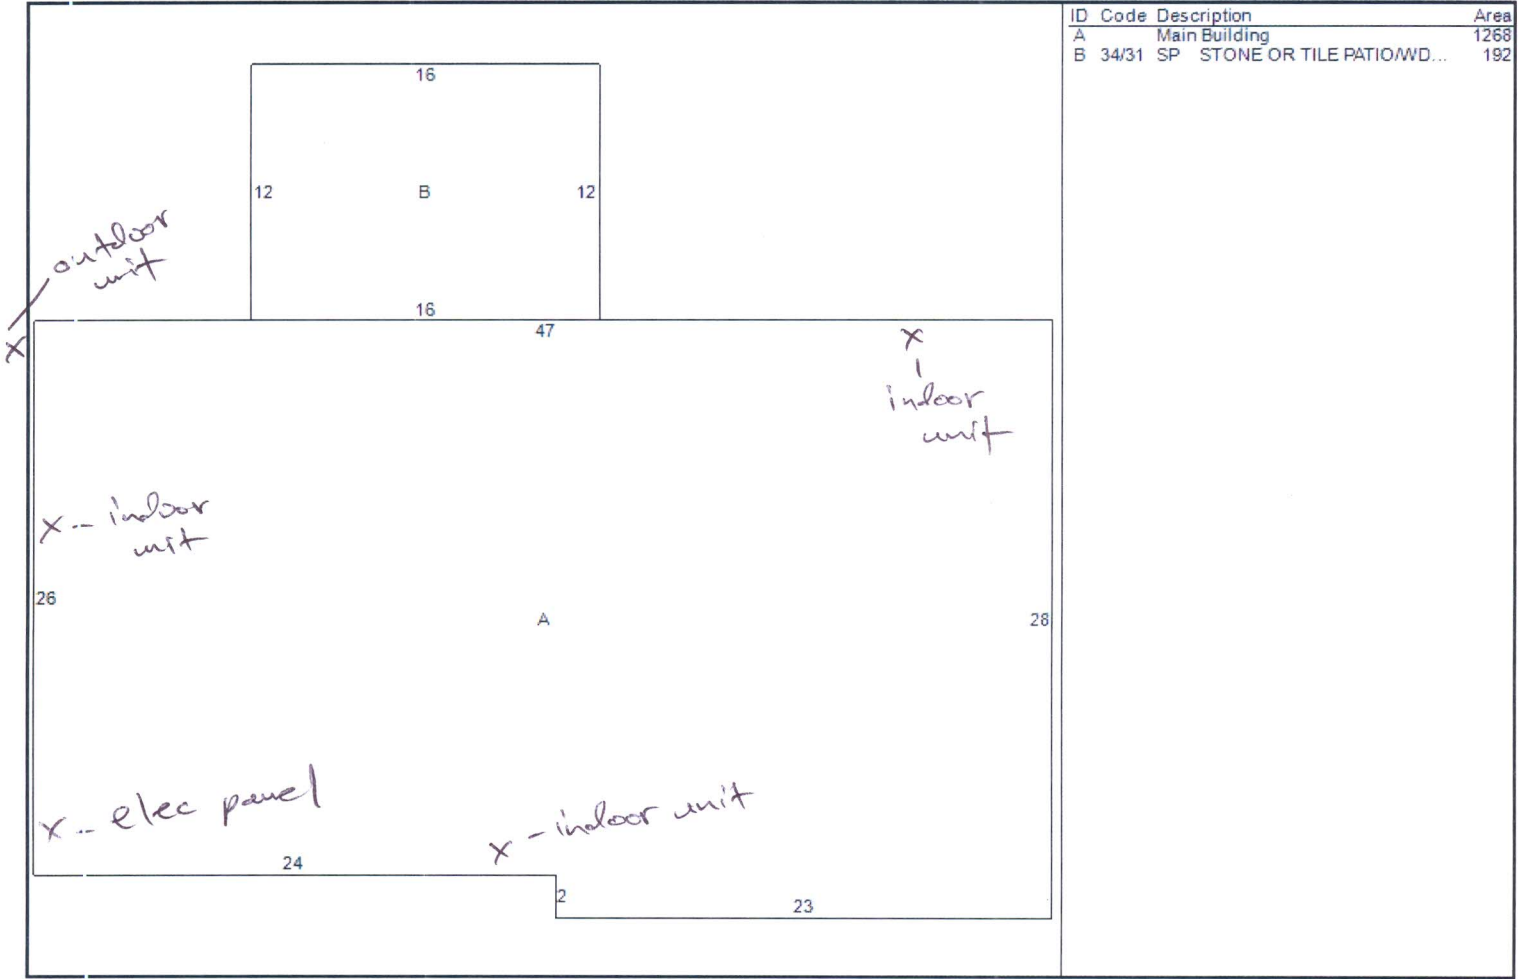 ID Code Description Area
A Main Building 1268
B 34/31 SP STONE OR TILE PATIO/WD... 192
16
12 B 12
outdoor
unit
16
47
X
X
indoor
unit
X -- indoor
unit
26
A
28
X -- elec panel
X - indoor unit
24
2
23